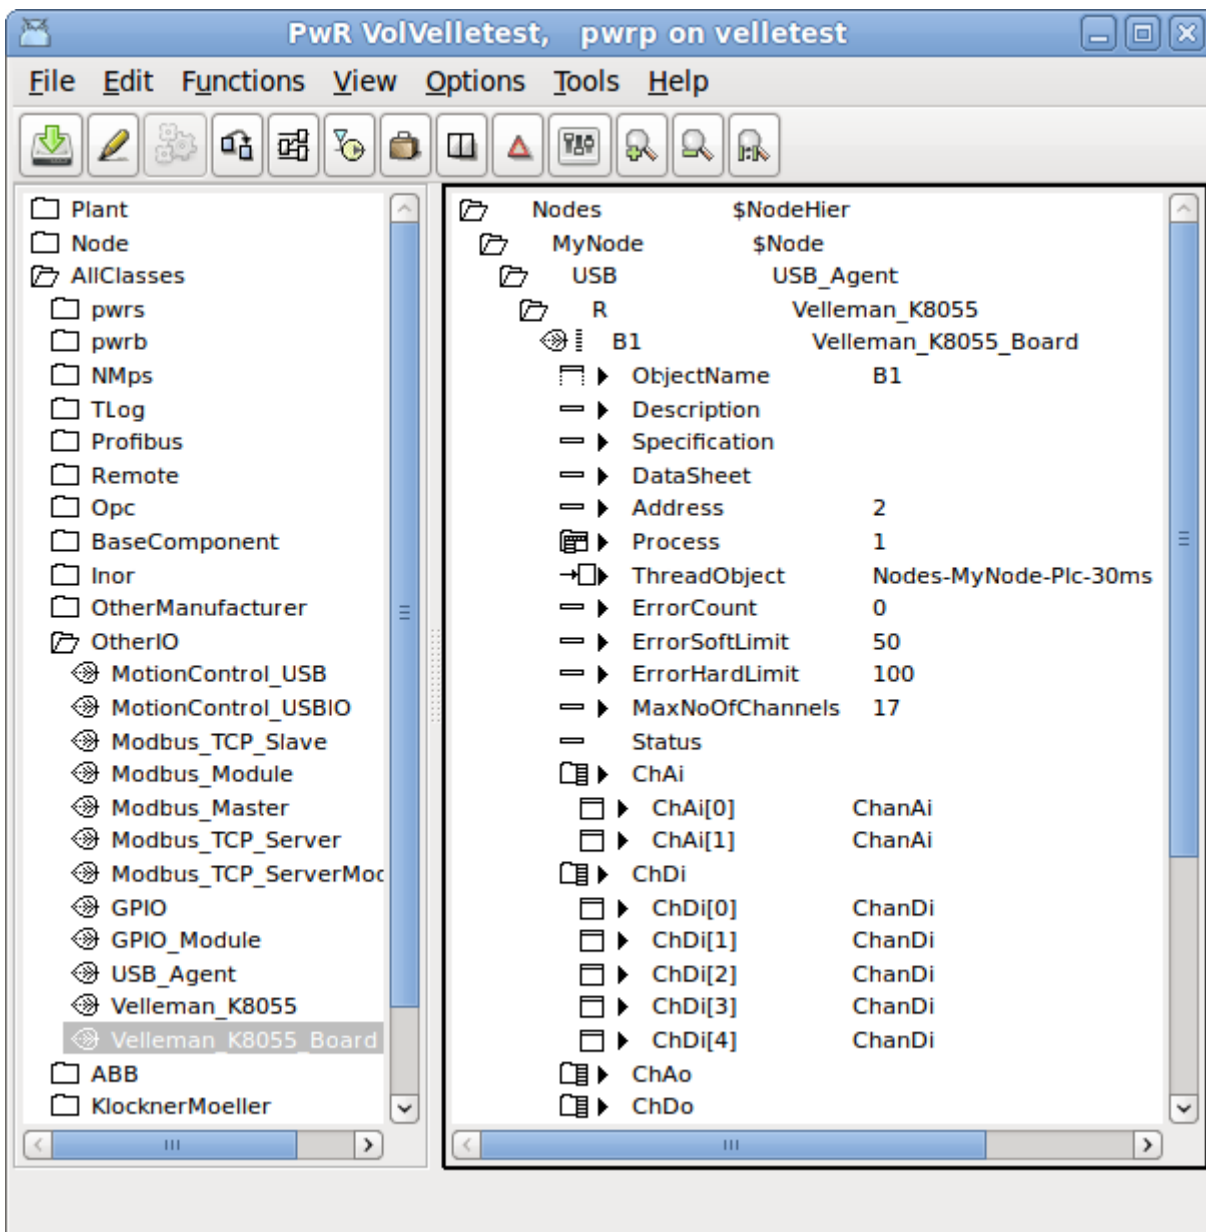 PwR VolVelletest, pwrp on velletest
File Edit Functions View Options Tools Help
Plant
Node
AllClasses
pwrs
pwrb
NMps
TLog
Profibus
Remote
Opc
BaseComponent
Inor
OtherManufacturer
OtherIO
MotionControl_USB
MotionControl_USBIO
Modbus_TCP_Slave
Modbus_Module
Modbus_Master
Modbus_TCP_Server
Modbus_TCP_ServerMod
GPIO
GPIO_Module
USB_Agent
Velleman_K8055
Velleman_K8055_Board
ABB
KlocknerMoeller
Nodes $NodeHier
MyNode $Node
USB USB_Agent
R Velleman_K8055
B1 Velleman_K8055_Board
ObjectName B1
Description
Specification
DataSheet
Address 2
Process 1
ThreadObject Nodes-MyNode-Plc-30ms
ErrorCount 0
ErrorSoftLimit 50
ErrorHardLimit 100
MaxNoOfChannels 17
Status
ChAi
ChAi[0] ChanAi
ChAi[1] ChanAi
ChDi
ChDi[0] ChanDi
ChDi[1] ChanDi
ChDi[2] ChanDi
ChDi[3] ChanDi
ChDi[4] ChanDi
ChAo
ChDo